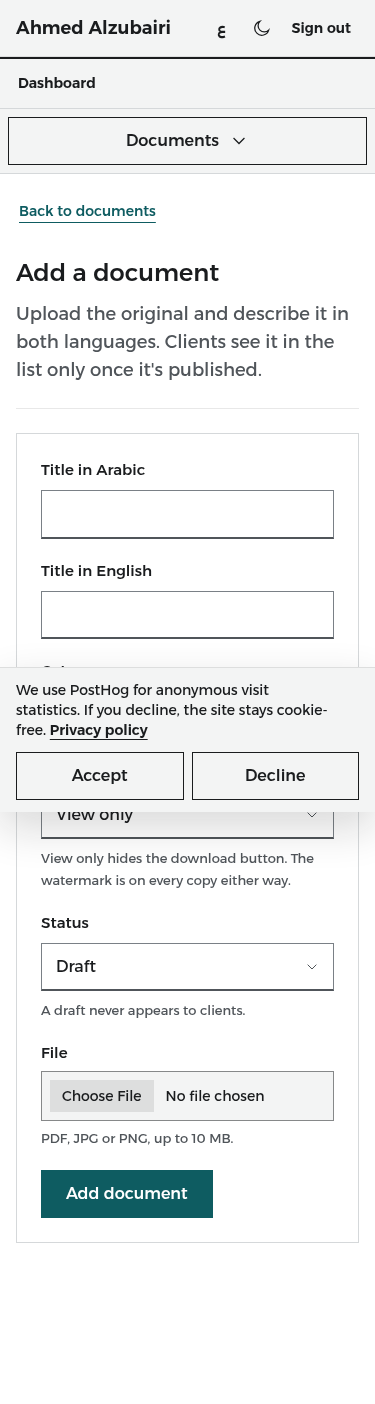 Ahmed Alzubairi
ع
Sign out
Dashboard
Documents
Back to documents
Add a document
Upload the original and describe it in
both languages. Clients see it in the
list only once it's published.
Title in Arabic
Title in English
We use PostHog for anonymous visit
statistics. If you decline, the site stays cookie-
free. Privacy policy
Accept
Decline
View only
View only hides the download button. The
watermark is on every copy either way.
Status
Draft
A draft never appears to clients.
File
Choose File No file chosen
PDF, JPG or PNG, up to 10 MB.
Add document